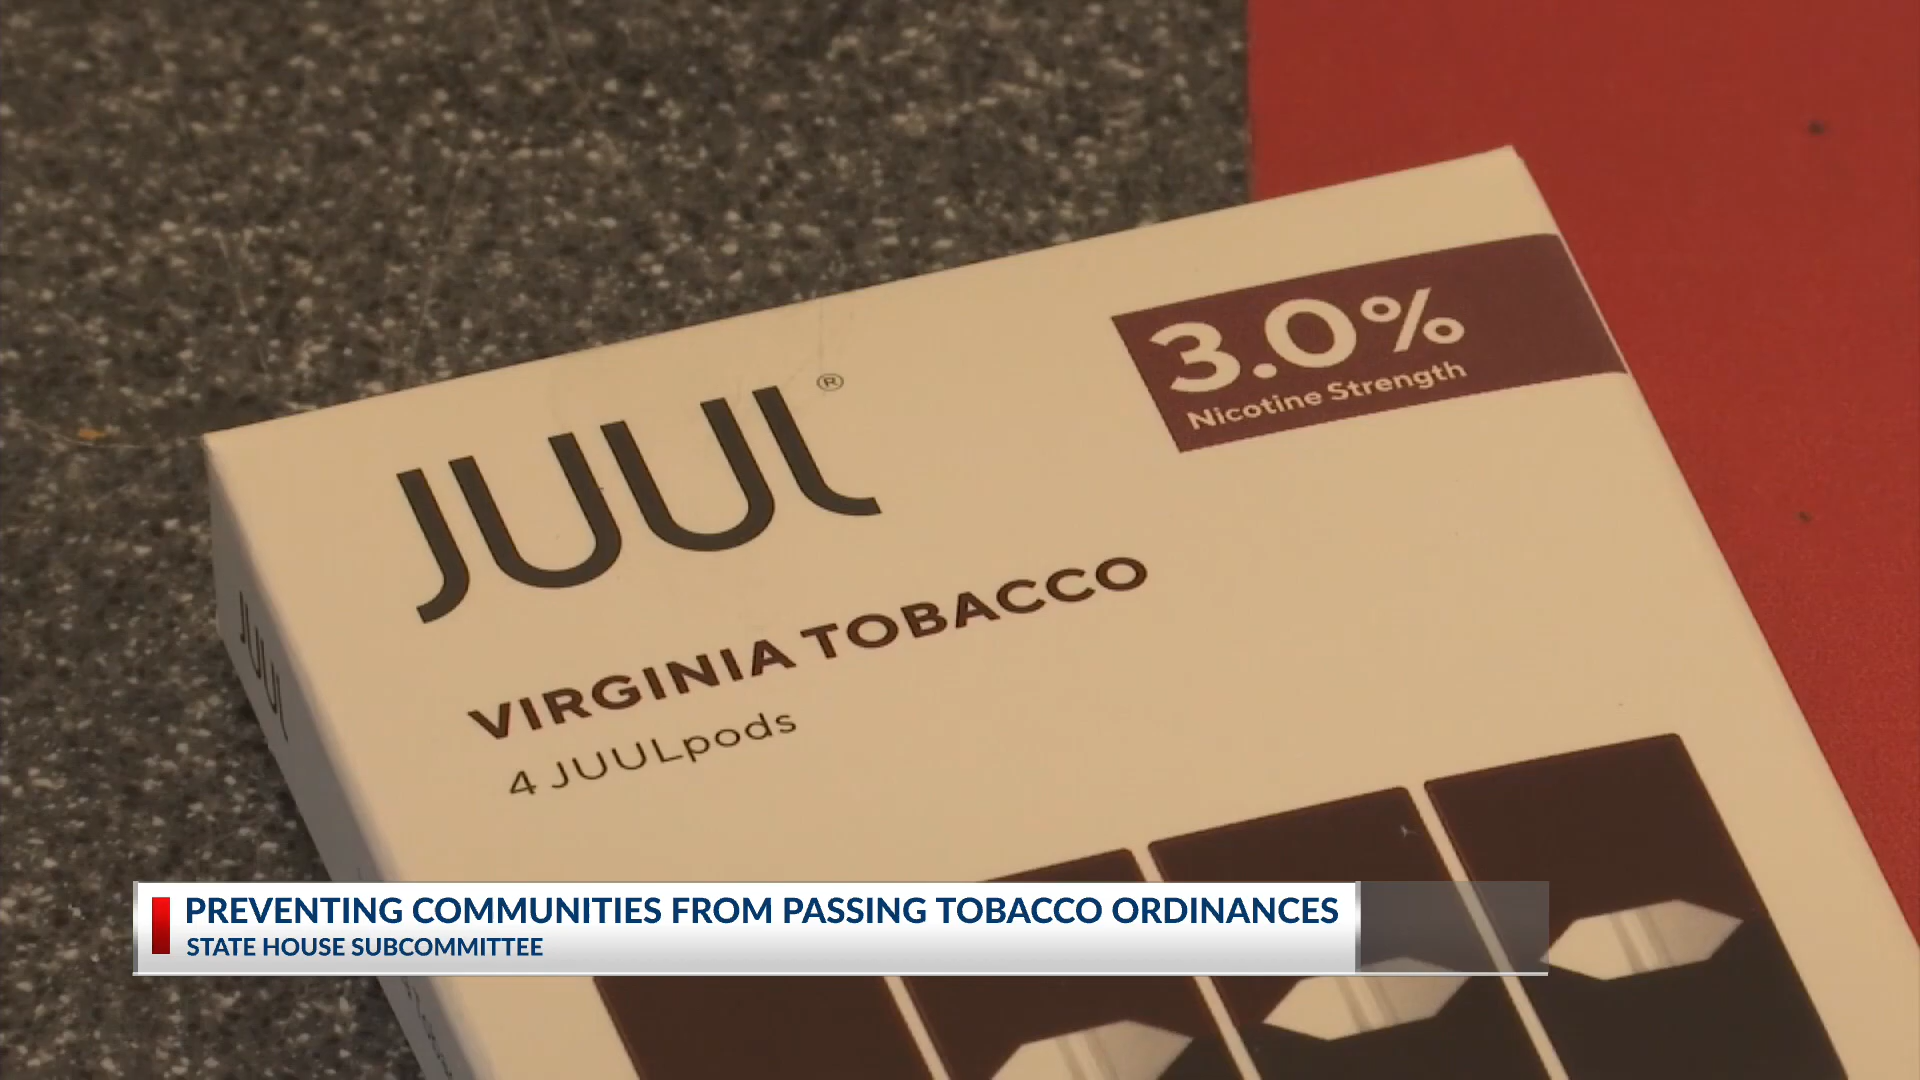 JUUL®
3.0%
Nicotine Strength
VIRGINIA TOBACCO
4 JUULpods
JUUL
PREVENTING COMMUNITIES FROM PASSING TOBACCO ORDINANCES
STATE HOUSE SUBCOMMITTEE